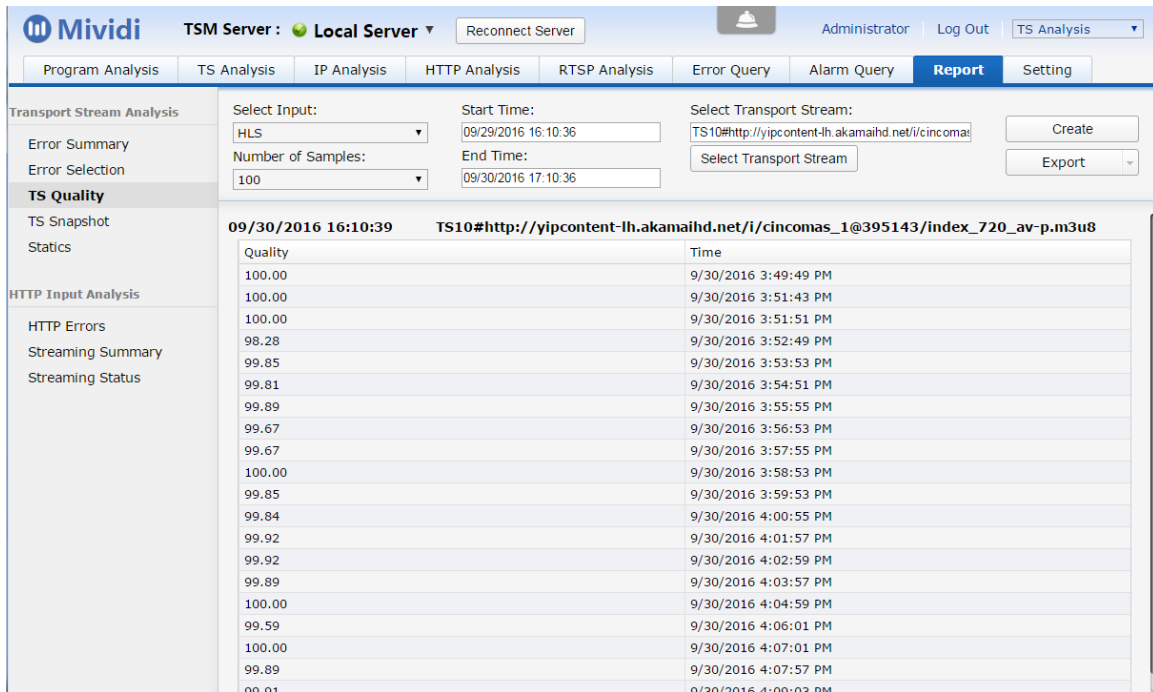 Mividi TSM Server : Local Server Reconnect Server Administrator Log Out TS Analysis
Program Analysis TS Analysis IP Analysis HTTP Analysis RTSP Analysis Error Query Alarm Query Report Setting
Transport Stream Analysis
Error Summary
Error Selection
TS Quality
TS Snapshot
Statics
HTTP Input Analysis
HTTP Errors
Streaming Summary
Streaming Status
Select Input:
HLS
Number of Samples:
100
Start Time:
09/29/2016 16:10:36
End Time:
09/30/2016 17:10:36
Select Transport Stream:
TS10#http://yipcontent-lh.akamaihd.net/i/cincomas
Select Transport Stream
Create
Export
09/30/2016 16:10:39 TS10#http://yipcontent-lh.akamaihd.net/i/cincomas_1@395143/index_720_av-p.m3u8
Quality Time
100.00 9/30/2016 3:49:49 PM
100.00 9/30/2016 3:51:43 PM
100.00 9/30/2016 3:51:51 PM
98.28 9/30/2016 3:52:49 PM
99.85 9/30/2016 3:53:53 PM
99.81 9/30/2016 3:54:51 PM
99.89 9/30/2016 3:55:55 PM
99.67 9/30/2016 3:56:53 PM
99.67 9/30/2016 3:57:55 PM
100.00 9/30/2016 3:58:53 PM
99.85 9/30/2016 3:59:53 PM
99.84 9/30/2016 4:00:55 PM
99.92 9/30/2016 4:01:57 PM
99.92 9/30/2016 4:02:59 PM
99.89 9/30/2016 4:03:57 PM
100.00 9/30/2016 4:04:59 PM
99.59 9/30/2016 4:06:01 PM
100.00 9/30/2016 4:07:01 PM
99.89 9/30/2016 4:07:57 PM
99.91 9/30/2016 4:09:03 PM